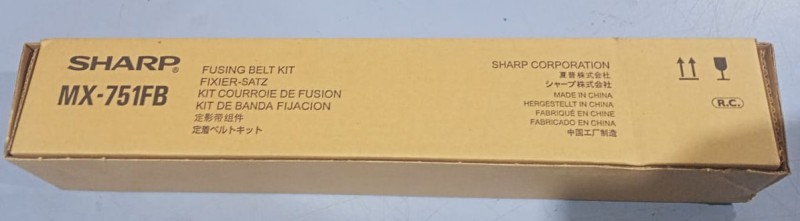 SHARP®
MX-751FB
FUSING BELT KIT
FIXIER-SATZ
KIT COURROIE DE FUSION
KIT DE BANDA FIJACION
定影带组件
定着ベルトキット
SHARP CORPORATION
夏普株式会社
シャープ株式会社
MADE IN CHINA
HERGESTELLT IN CHINA
FABRIQUÉ EN CHINE
FABRICADO EN CHINA
中国工厂制造
R.C.